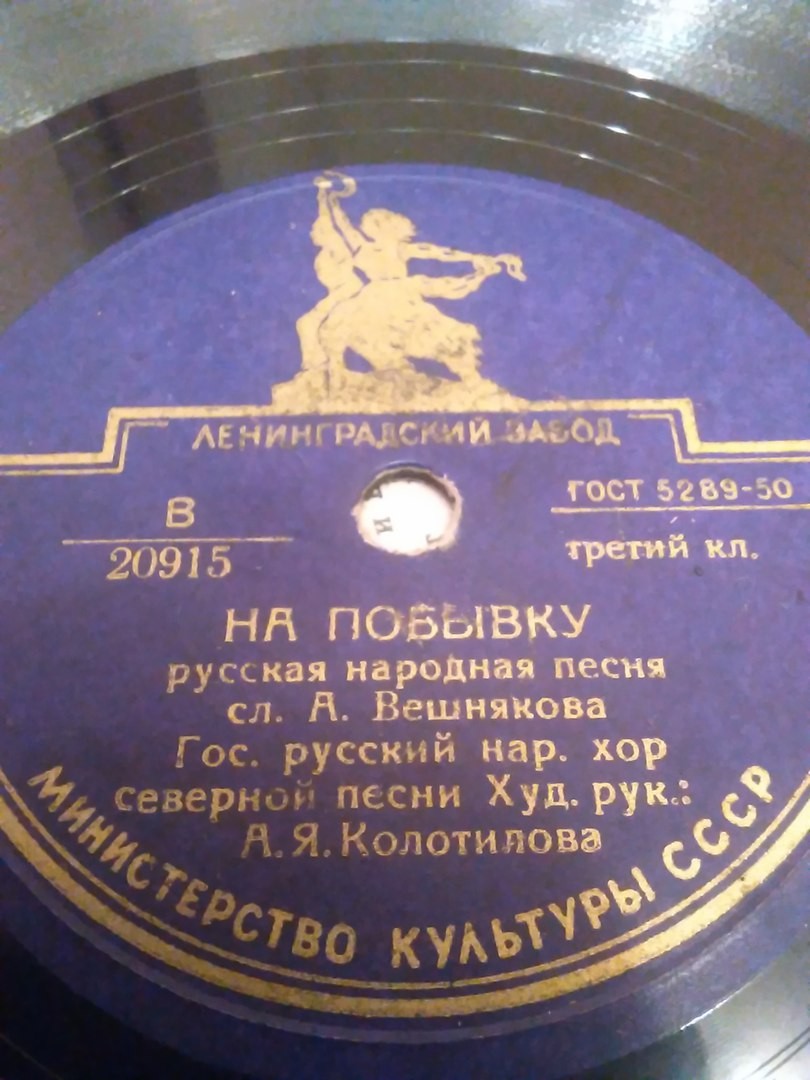 ЛЕНИНГРАДСКИЙ ЗАВОД
В
20915
ГОСТ 5289-50
третий кл.
НА ПОБЫВКУ
русская народная песня
сл. А. Вешнякова
Гос. русский нар. хор
северной песни Худ. рук.:
А.Я.Колотилова
МИНИСТЕРСТВО КУЛЬТУРЫ СССР